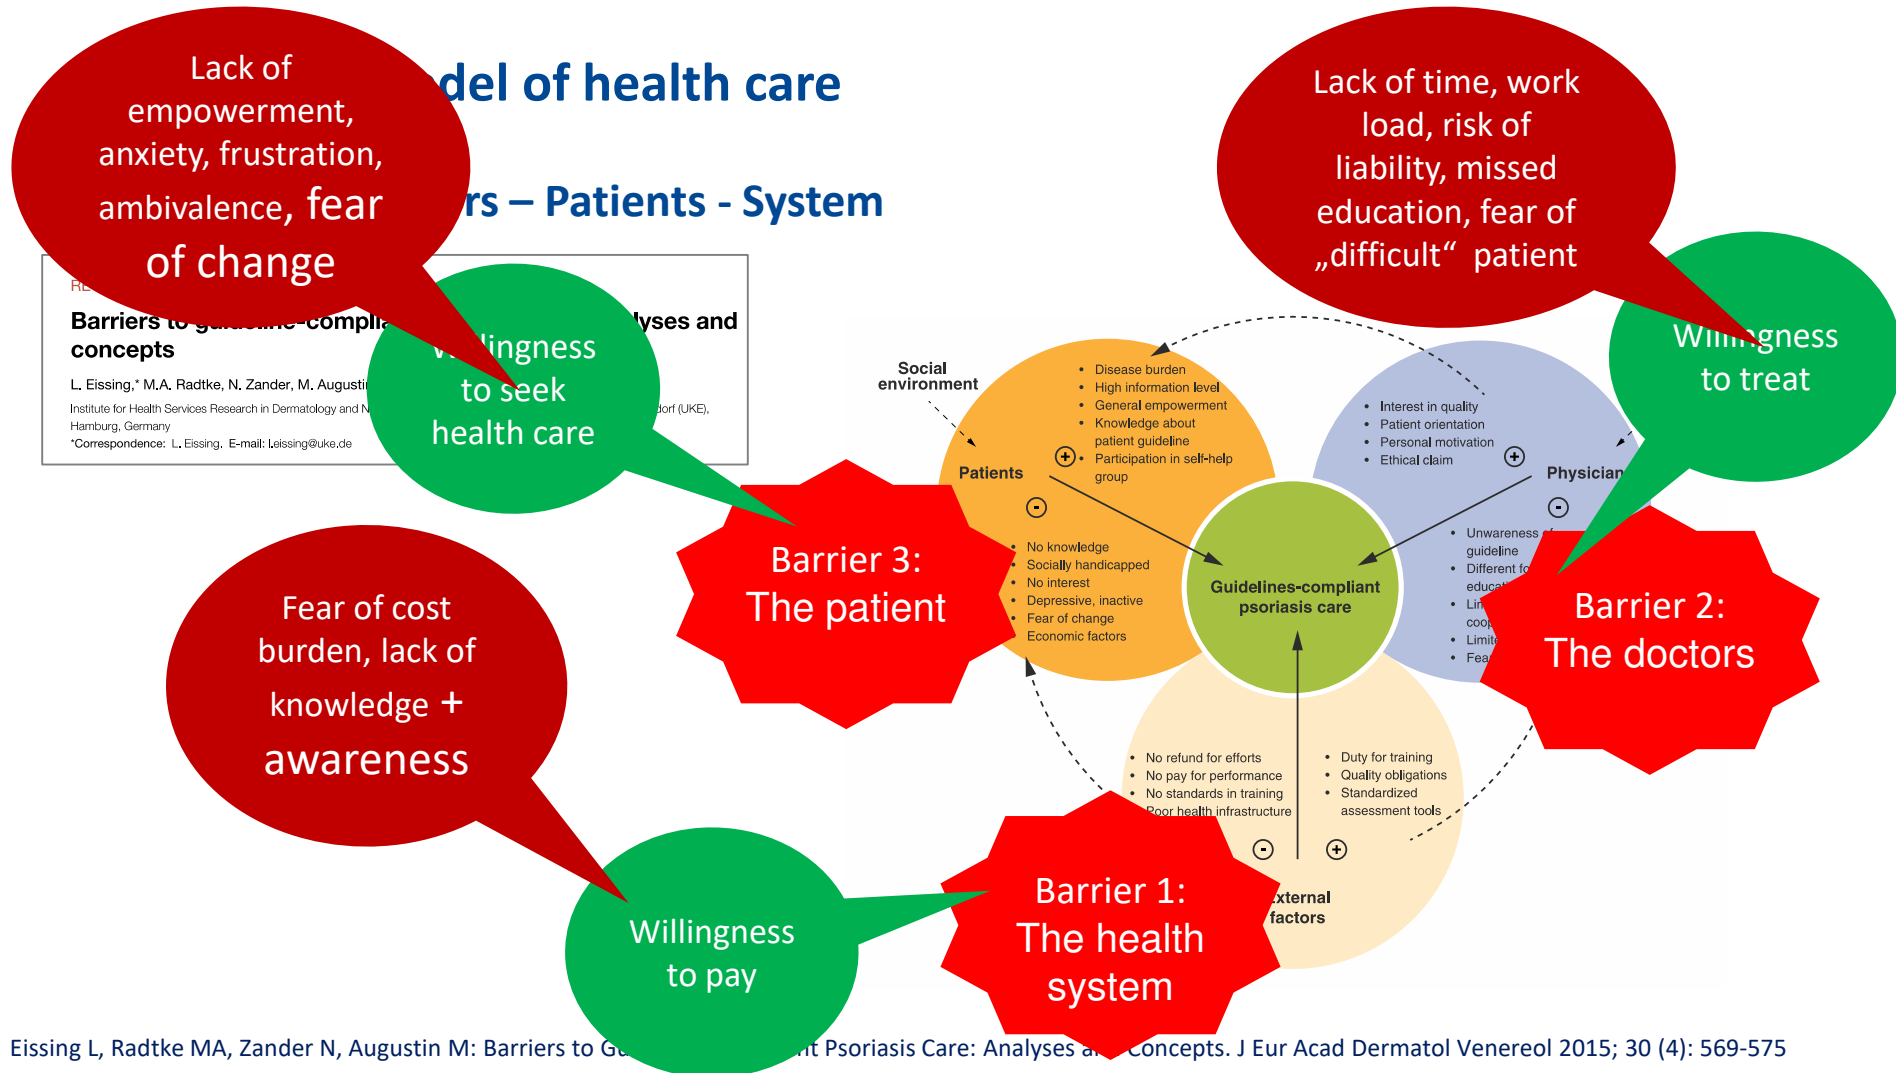 Lack of
empowerment,
anxiety, frustration,
ambivalence, fear
of change
of health care
– Patients - System
Lack of time, work
load, risk of
liability, missed
education, fear of
„difficult“ patient
Barriers to guideline-compliant
analyses and
concepts
L. Eissing,* M.A. Radtke, N. Zander, M. Augustin
Institute for Health Services Research in Dermatology and
(UKE),
Hamburg, Germany
*Correspondence: L. Eissing. E-mail: l.eissing@uke.de
Willingness
to seek
health care
Willingness
to treat
Social
environment
• Disease burden
• High information level
• General empowerment
• Knowledge about
patient guideline
• Participation in self-help
group
Patients
+
-
• No knowledge
• Socially handicapped
• No interest
• Depressive, inactive
• Fear of change
Economic factors
• Interest in quality
• Patient orientation
• Personal motivation
• Ethical claim
+
Physician
-
• Unwareness of
guideline
• Different
Guidelines-compliant
psoriasis care
Barrier 3:
The patient
Barrier 2:
The doctors
Fear of cost
burden, lack of
knowledge +
awareness
• No refund for efforts
• No pay for performance
• No standards in training
Poor health infrastructure
• Duty for training
• Quality obligations
• Standardized
assessment tools
-
+
External
factors
Barrier 1:
The health
system
Willingness
to pay
Eissing L, Radtke MA, Zander N, Augustin M: Barriers to
Psoriasis Care: Analyses
Concepts. J Eur Acad Dermatol Venereol 2015; 30 (4): 569-575